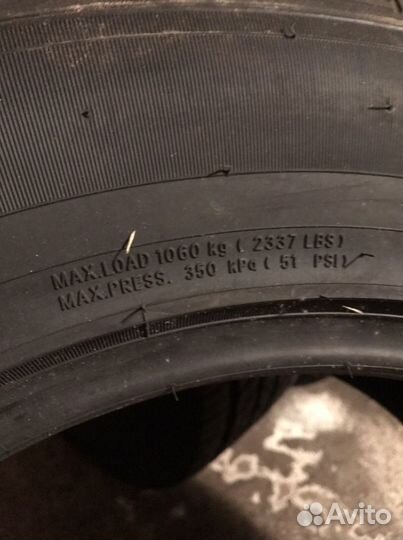 MAX.LOAD 1060 kg ( 2337 LBS)
MAX.PRESS. 350 kPa ( 51 PSI)
Avito